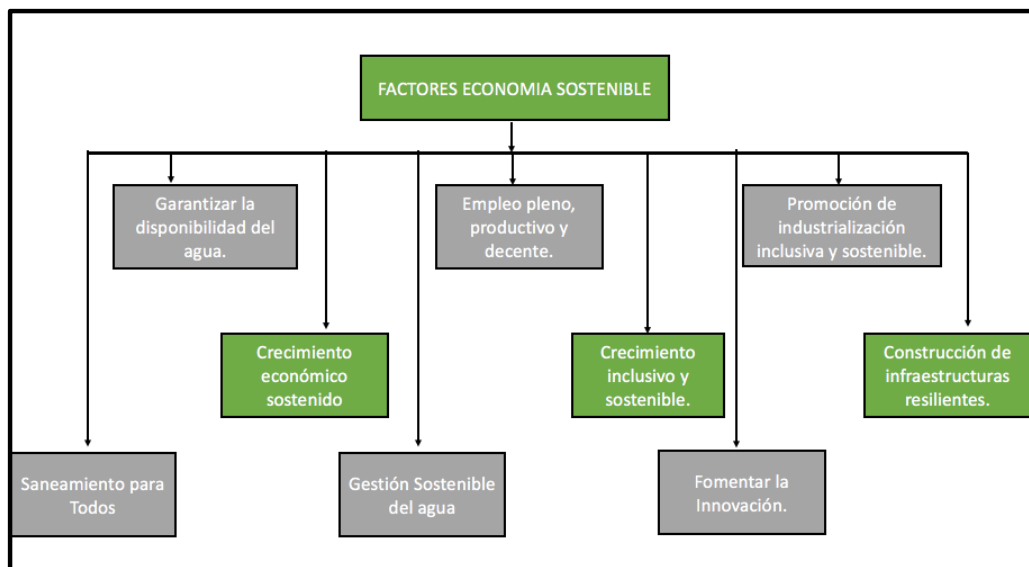 FACTORES ECONOMIA SOSTENIBLE
Garantizar la
disponibilidad del
agua.
Empleo pleno,
productivo y
decente.
Promoción de
industrialización
inclusiva y sostenible.
Crecimiento
económico
sostenido
Crecimiento
inclusivo y
sostenible.
Construcción de
infraestructuras
resilientes.
Saneamiento para
Todos
Gestión Sostenible
del agua
Fomentar la
Innovación.